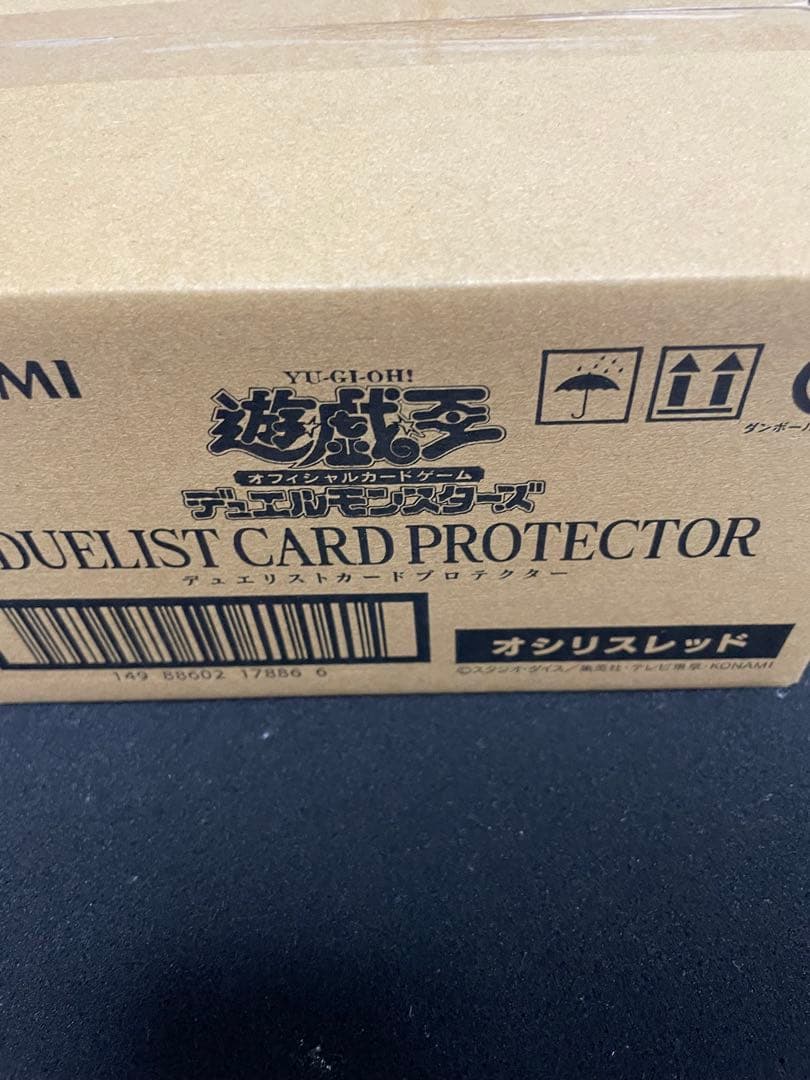 MI
YU-GI-OH!
遊☆戯☆王
オフィシャルカードゲーム
デュエルモンスターズ
DUELIST CARD PROTECTOR
デュエリストカードプロテクター
149 88602 17886 6
オシリスレッド
©スタジオ・ダイス/集英社・テレビ東京・KONAMI
ダンボール